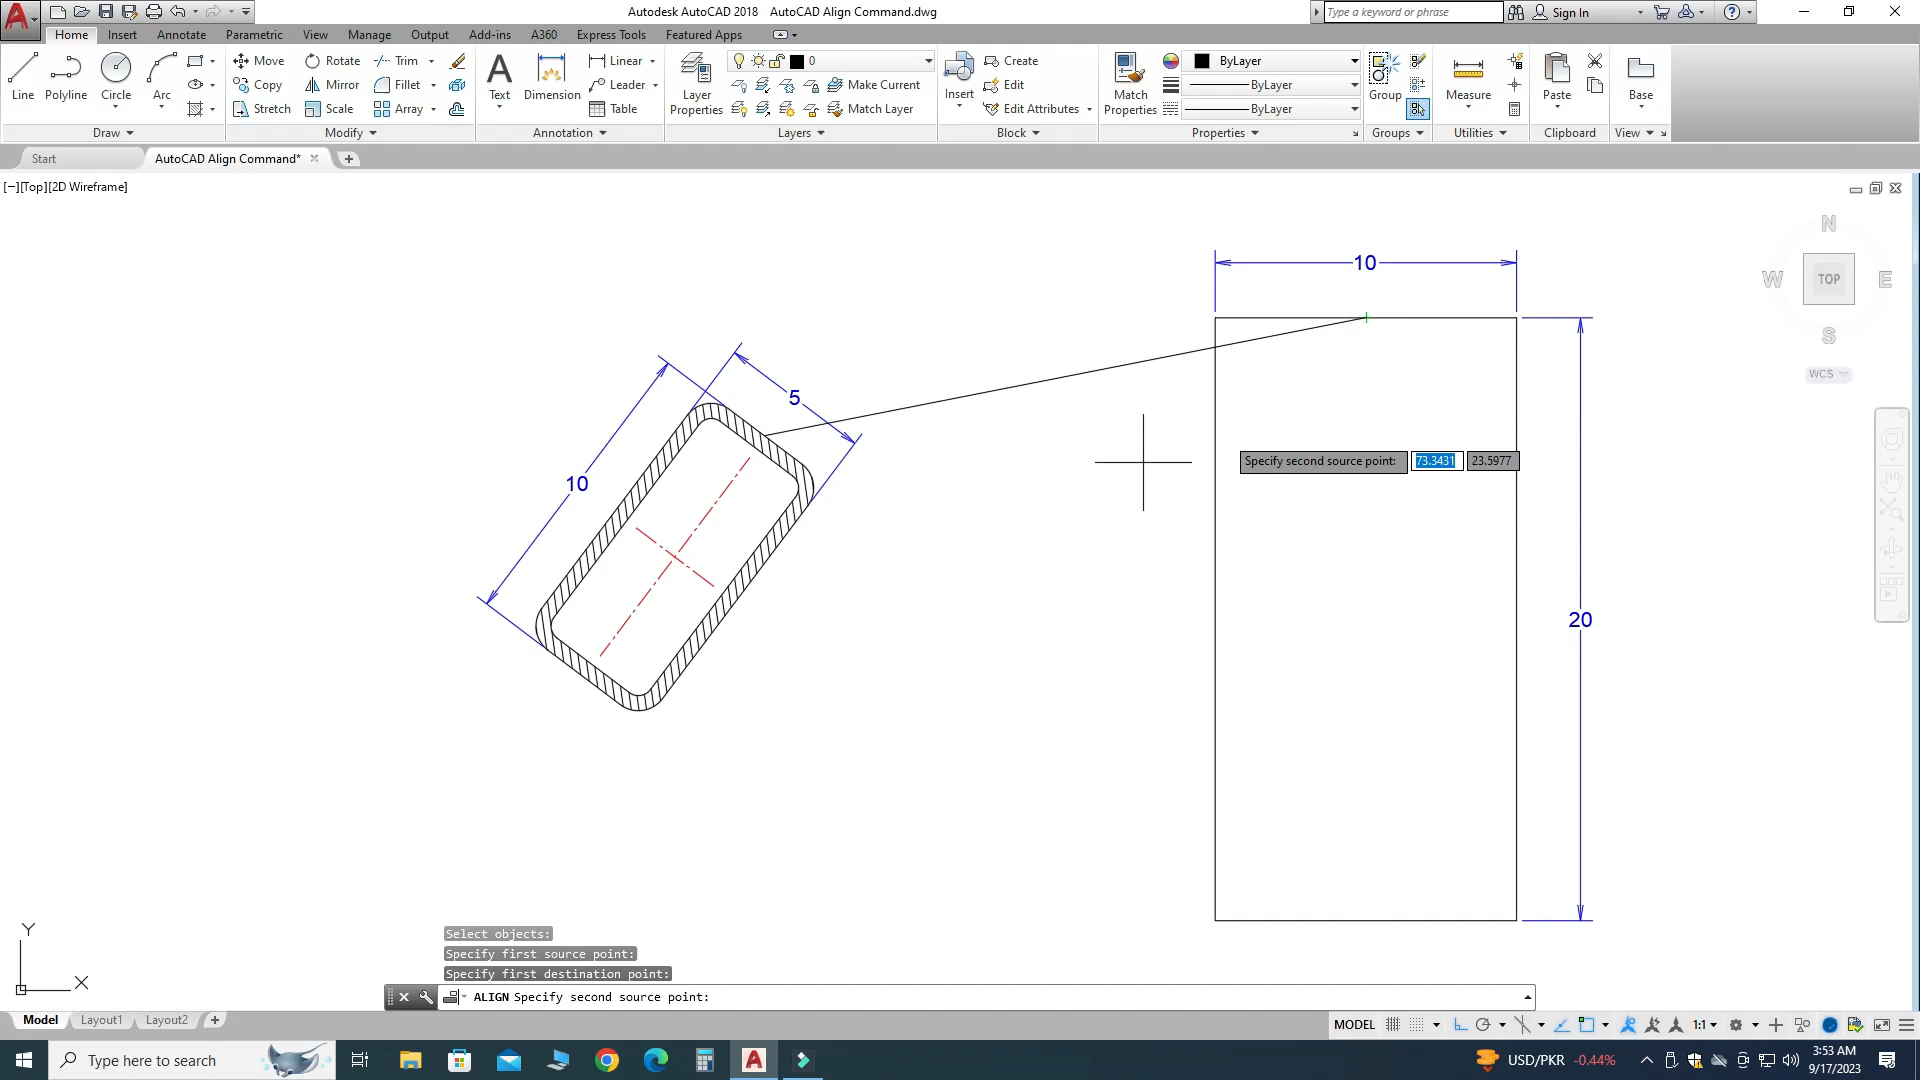 Autodesk AutoCAD 2018 AutoCAD Align Command.dwg
Type a keyword or phrase
Sign In
Home Insert Annotate Parametric View Manage Output Add-ins A360 Express Tools Featured Apps
Line Polyline Circle Arc
Draw
Move Rotate Trim
Copy Mirror Fillet
Stretch Scale Array
Modify
Text Dimension
Linear
Leader
Table
Annotation
Layer Properties
0
Make Current
Match Layer
Layers
Insert
Create
Edit
Edit Attributes
Block
Match Properties
ByLayer
ByLayer
ByLayer
Properties
Group
Groups
Measure
Utilities
Paste
Clipboard
Base
View
Start
AutoCAD Align Command*
[−][Top][2D Wireframe]
N
W TOP E
S
WCS
10
5
10
20
Specify second source point: 73.3431 23.5977
Y
X
Select objects:
Specify first source point:
Specify first destination point:
ALIGN Specify second source point:
Model Layout1 Layout2
MODEL
1:1
Type here to search
USD/PKR -0.44%
3:53 AM
9/17/2023